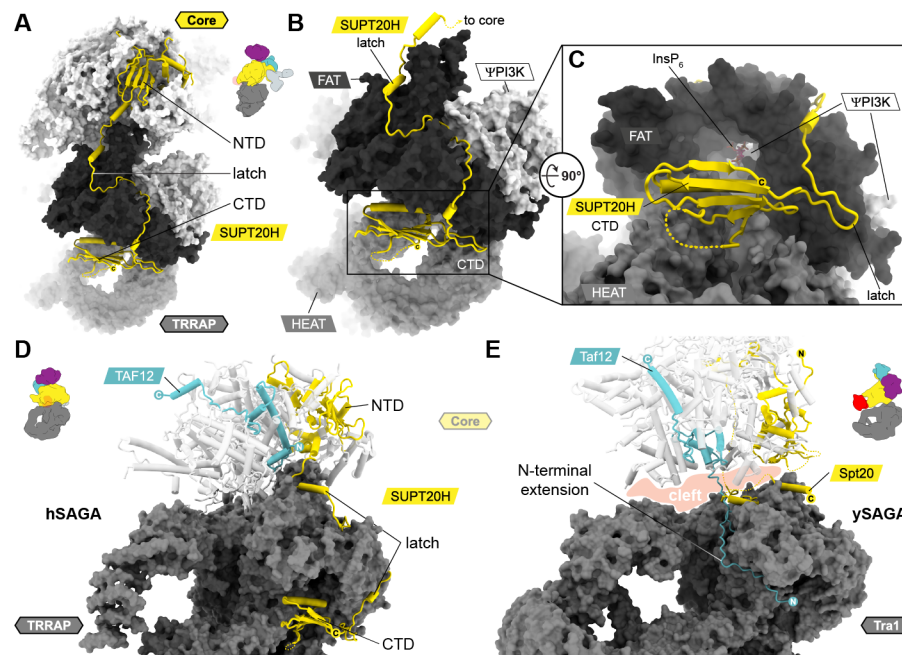 A
Core
NTD
latch
CTD
SUPT20H
C
TRRAP
B
SUPT20H
to core
latch
FAT
ΨPI3K
C
CTD
HEAT
90°
C
InsP6
ΨPI3K
FAT
C
SUPT20H
CTD
HEAT
latch
D
TAF12
C
NTD
Core
SUPT20H
hSAGA
latch
TRRAP
C
CTD
E
Taf12
C
N
N-terminal
extension
cleft
Spt20
C
ySAGA
N
Tra1